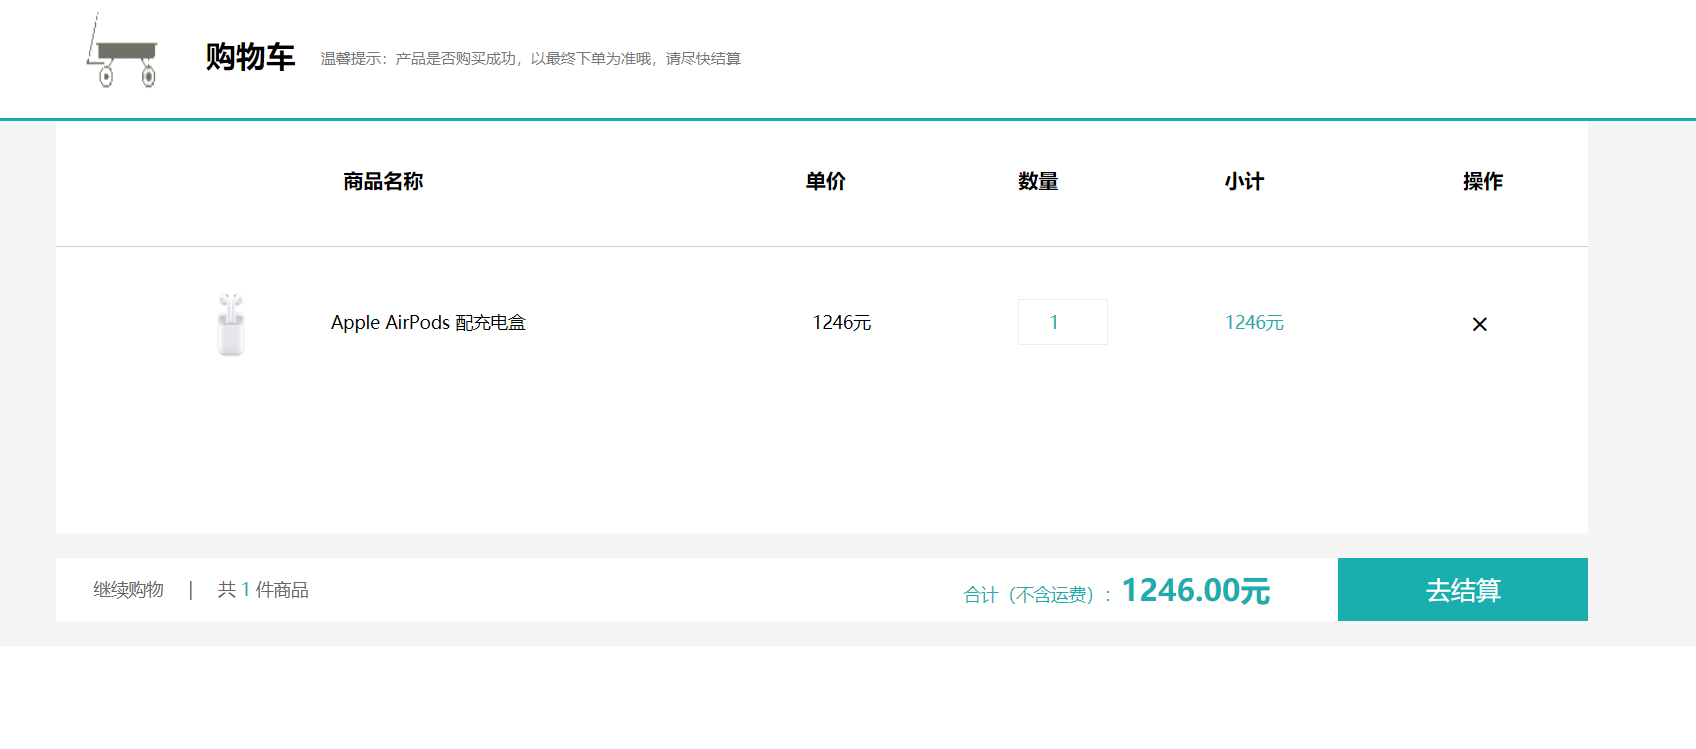 购物车 温馨提示：产品是否购买成功，以最终下单为准哦，请尽快结算
商品名称 单价 数量 小计 操作
Apple AirPods 配充电盒 1246元 1 1246元 ×
继续购物 | 共 1 件商品 合计（不含运费）: 1246.00元 去结算